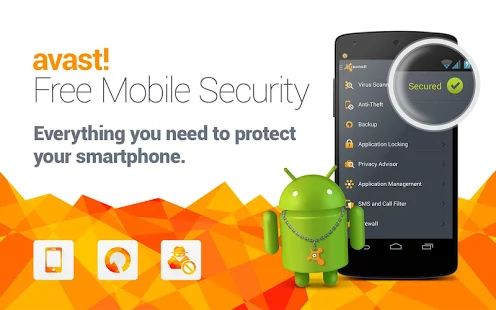 avast!
Free Mobile Security
Everything you need to protect
your smartphone.
Secured
Virus Scanner
Anti-Theft
Backup
Application Locking
Privacy Advisor
Application Management
SMS and Call Filter
Firewall